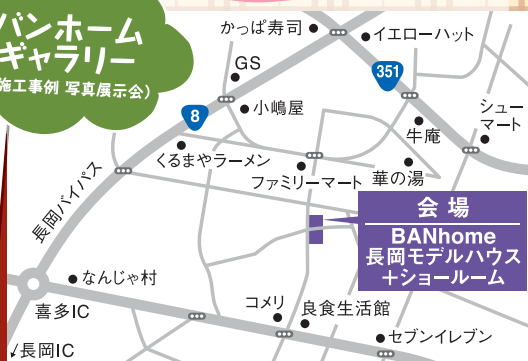 バンホーム
ギャラリー
施工事例 写真展示会)
かっぱ寿司
イエローハット
GS
351
小嶋屋
8
シュー
マート
牛庵
くるまやラーメン
ファミリーマート
華の湯
長岡バイパス
会場
BANhome
長岡モデルハウス
+ショールーム
なんじゃ村
喜多IC
コメリ
良食生活館
セブンイレブン
↙長岡IC